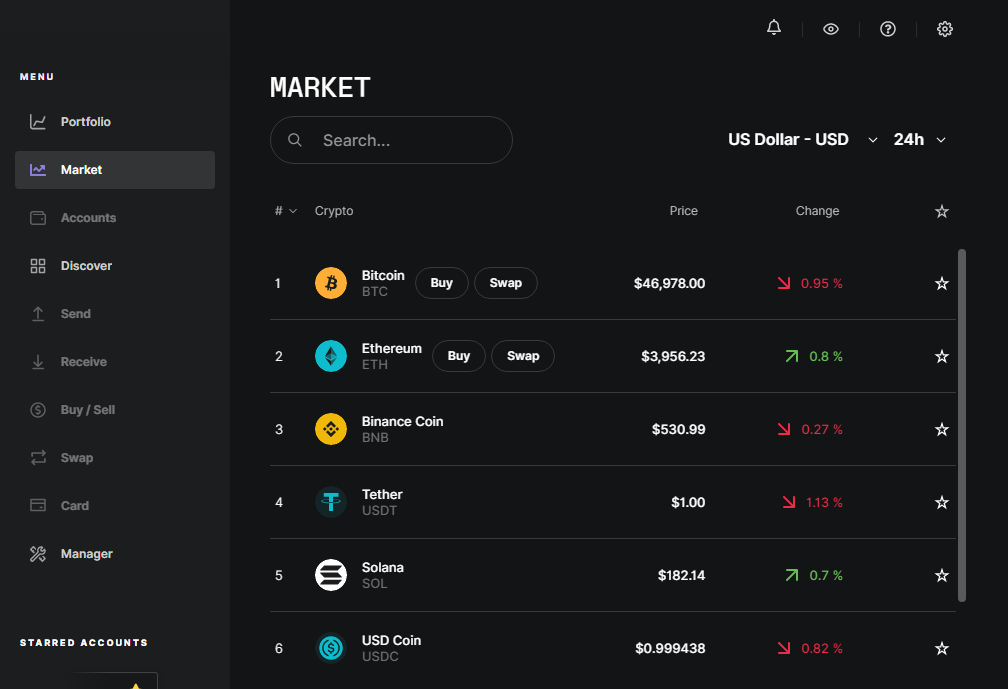 MENU
Portfolio
Market
Accounts
Discover
Send
Receive
Buy / Sell
Swap
Card
Manager
STARRED ACCOUNTS
MARKET
Search...
US Dollar - USD
24h
# Crypto Price Change
1 Bitcoin BTC Buy Swap $46,978.00 0.95 %
2 Ethereum ETH Buy Swap $3,956.23 0.8 %
3 Binance Coin BNB $530.99 0.27 %
4 Tether USDT $1.00 1.13 %
5 Solana SOL $182.14 0.7 %
6 USD Coin USDC $0.999438 0.82 %